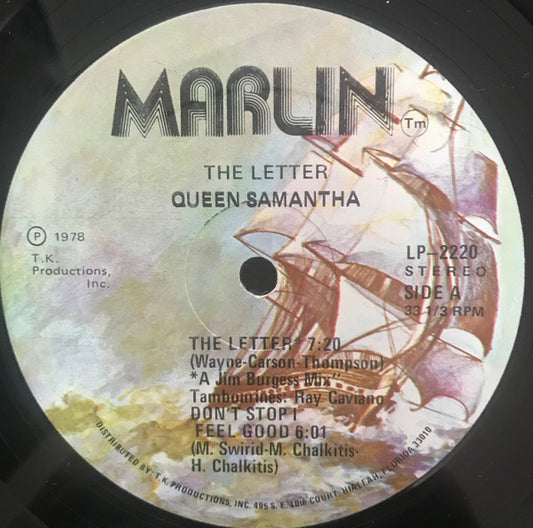 MARLIN
Tm
THE LETTER
QUEEN SAMANTHA
Ⓟ 1978
T.K.
Productions,
Inc.
LP-2220
STEREO
SIDE A
33 1/3 RPM
THE LETTER* 7:20
(Wayne-Carson-Thompson)
*A Jim Burgess Mix"
Tambourines: Ray Caviano
DON'T STOP I
FEEL GOOD 6:01
(M. Swirid-M. Chalkitis-
H. Chalkitis)
DISTRIBUTED BY: T.K. PRODUCTIONS, INC. 495 S. E. 10th COURT, HIALEAH, FLORIDA 33010